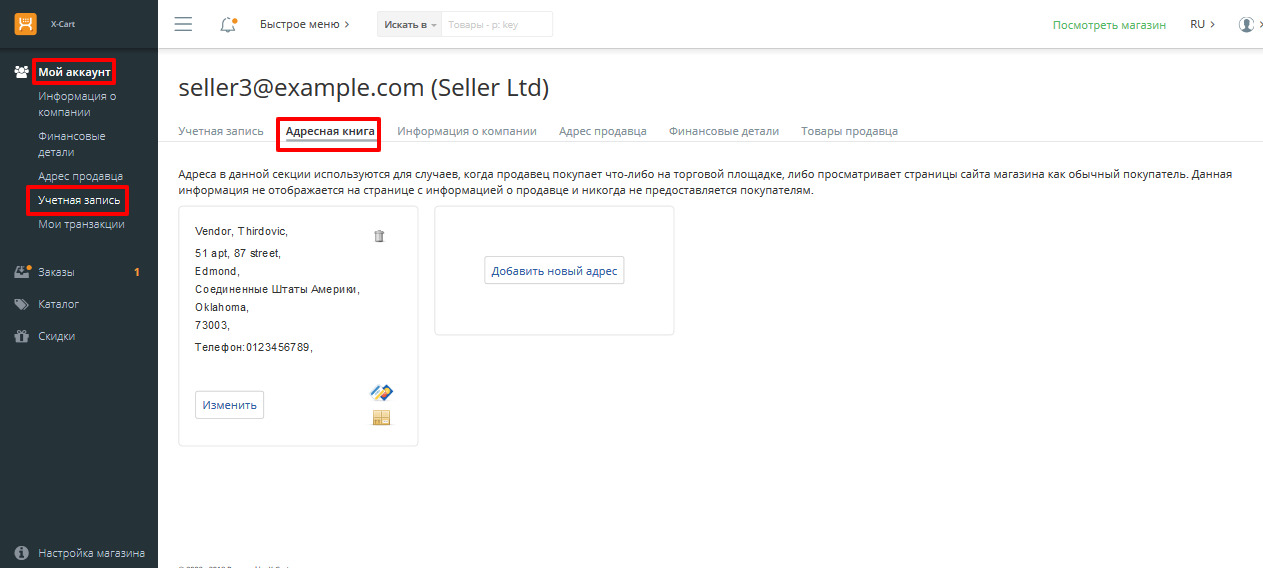 X-Cart
Быстрое меню
Искать в
Товары - p: key
Посмотреть магазин
RU
Мой аккаунт
Информация о
компании
Финансовые
детали
Адрес продавца
Учетная запись
Мои транзакции
Заказы 1
Каталог
Скидки
Настройка магазина
seller3@example.com (Seller Ltd)
Учетная запись Адресная книга Информация о компании Адрес продавца Финансовые детали Товары продавца
Адреса в данной секции используются для случаев, когда продавец покупает что-либо на торговой площадке, либо просматривает страницы сайта магазина как обычный покупатель. Данная
информация не отображается на странице с информацией о продавце и никогда не предоставляется покупателям.
Vendor, Thirdovic,
51 apt, 87 street,
Edmond,
Соединенные Штаты Америки,
Oklahoma,
73003,
Телефон:0123456789,
Изменить
Добавить новый адрес